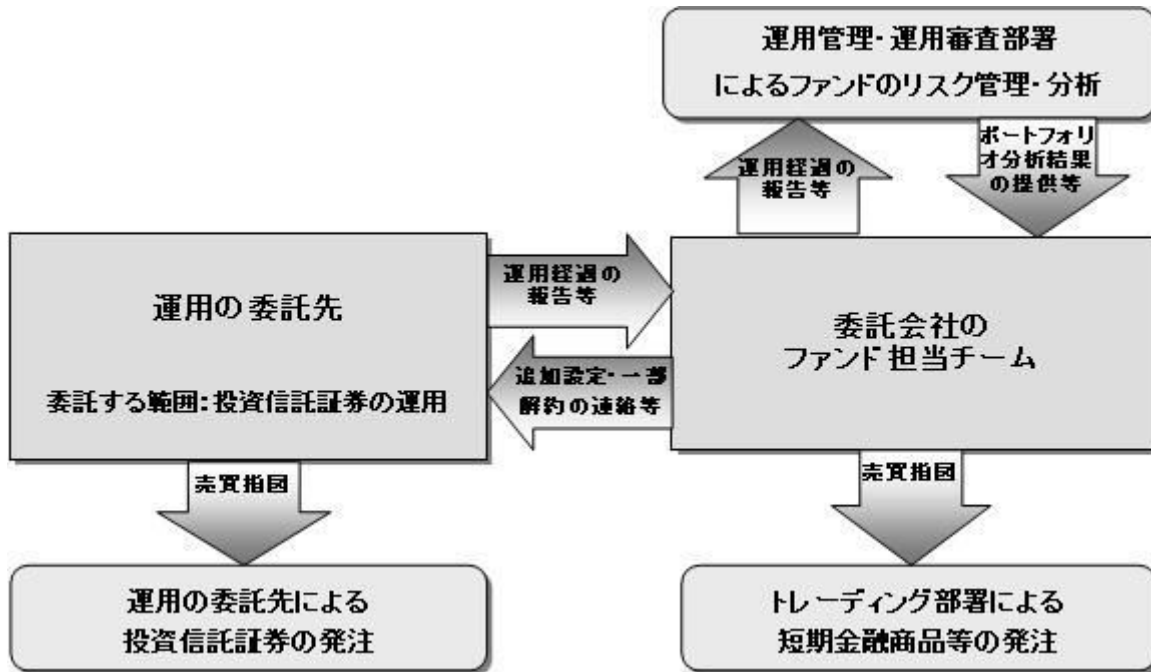 運用管理・運用審査部署
によるファンドのリスク管理・分析
運用経過の
報告等
ポートフォリ
オ分析結果
の提供等
運用の委託先
委託する範囲：投資信託証券の運用
運用経過の
報告等
追加設定・一部
解約の連絡等
委託会社の
ファンド担当チーム
売買指図
売買指図
運用の委託先による
投資信託証券の発注
トレーディング部署による
短期金融商品等の発注